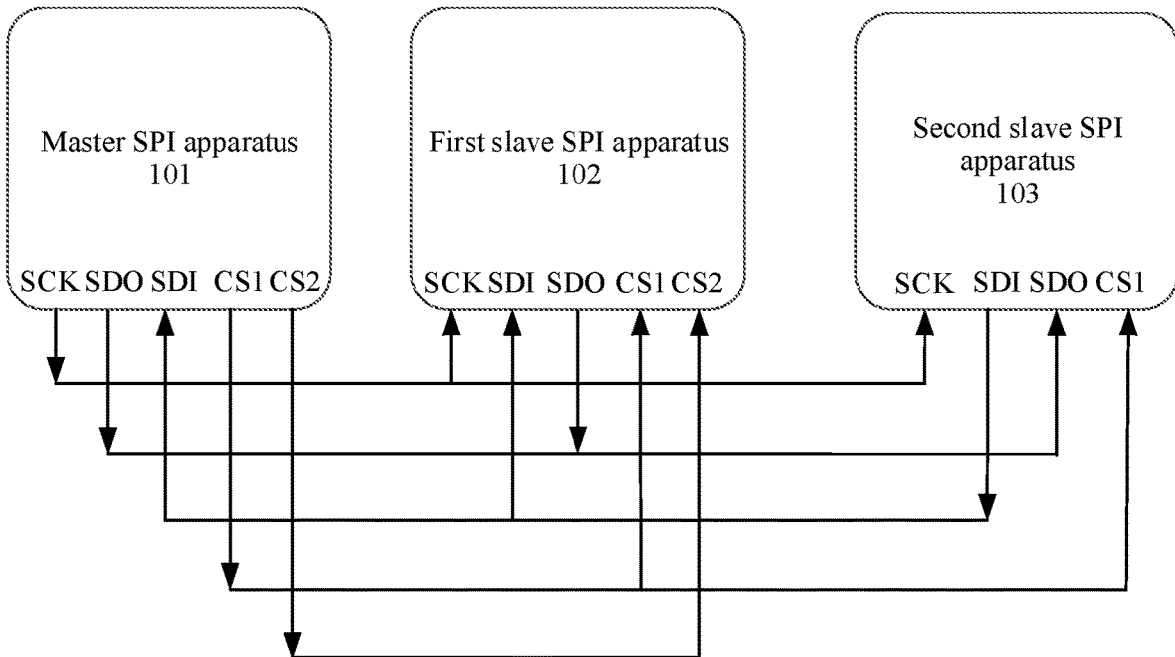 Master SPI apparatus
101
First slave SPI apparatus
102
Second slave SPI
apparatus
103
SCK SDO SDI CS1 CS2
SCK SDI SDO CS1 CS2
SCK SDI SDO CS1